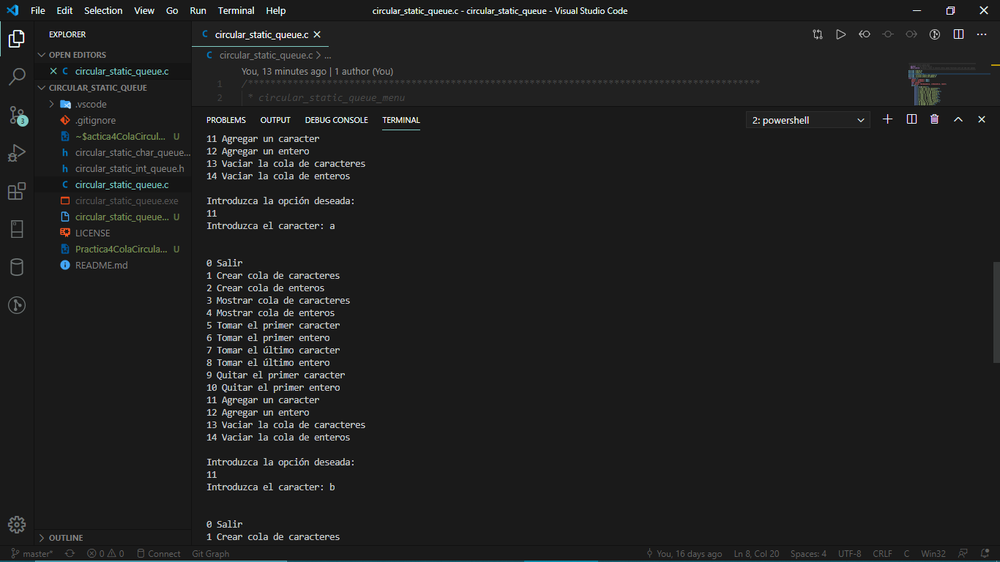 File Edit Selection View Go Run Terminal Help
circular_static_queue.c - circular_static_queue - Visual Studio Code
EXPLORER
OPEN EDITORS
circular_static_queue.c
CIRCULAR_STATIC_QUEUE
.vscode
.gitignore
~$actica4ColaCircul... U
circular_static_char_queue...
circular_static_int_queue.h
circular_static_queue.c
circular_static_queue.exe
circular_static_queue... U
LICENSE
Practica4ColaCircula... U
README.md
OUTLINE
3
circular_static_queue.c
circular_static_queue.c > ...
You, 13 minutes ago | 1 author (You)
1
2 * circular_static_queue_menu
PROBLEMS OUTPUT DEBUG CONSOLE TERMINAL
2: powershell
11 Agregar un caracter
12 Agregar un entero
13 Vaciar la cola de caracteres
14 Vaciar la cola de enteros
Introduzca la opción deseada:
11
Introduzca el caracter: a
0 Salir
1 Crear cola de caracteres
2 Crear cola de enteros
3 Mostrar cola de caracteres
4 Mostrar cola de enteros
5 Tomar el primer caracter
6 Tomar el primer entero
7 Tomar el último caracter
8 Tomar el último entero
9 Quitar el primer caracter
10 Quitar el primer entero
11 Agregar un caracter
12 Agregar un entero
13 Vaciar la cola de caracteres
14 Vaciar la cola de enteros
Introduzca la opción deseada:
11
Introduzca el caracter: b
0 Salir
1 Crear cola de caracteres
master* 0 0 Connect Git Graph
You, 16 days ago Ln 8, Col 20 Spaces: 4 UTF-8 CRLF C Win32